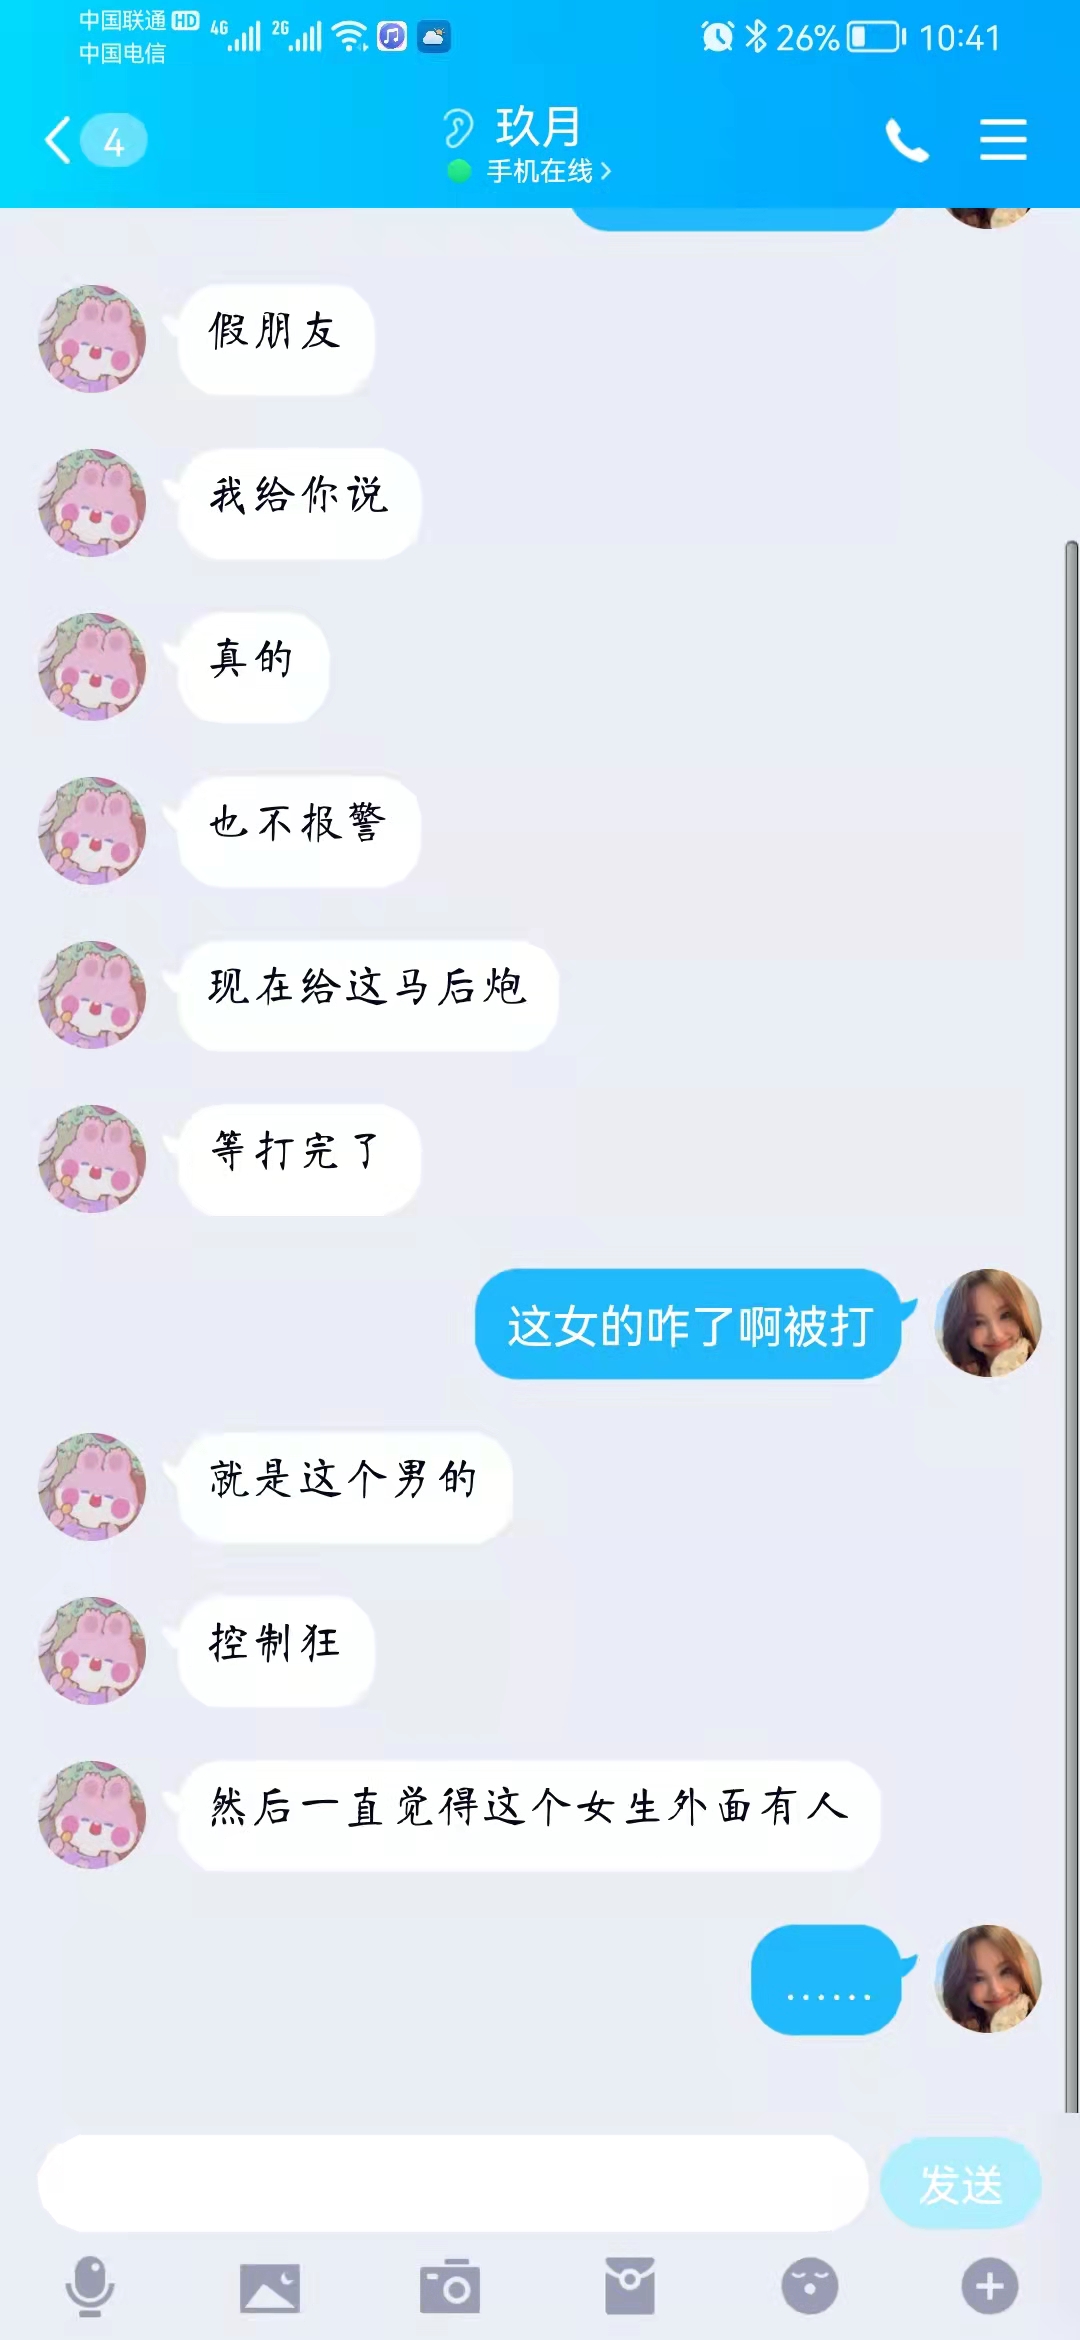 中国联通 HD 4G 2G 26% 10:41
中国电信
4
玖月
手机在线
假朋友
我给你说
真的
也不报警
现在给这马后炮
等打完了
这女的咋了啊被打
就是这个男的
控制狂
然后一直觉得这个女生外面有人
......
发送